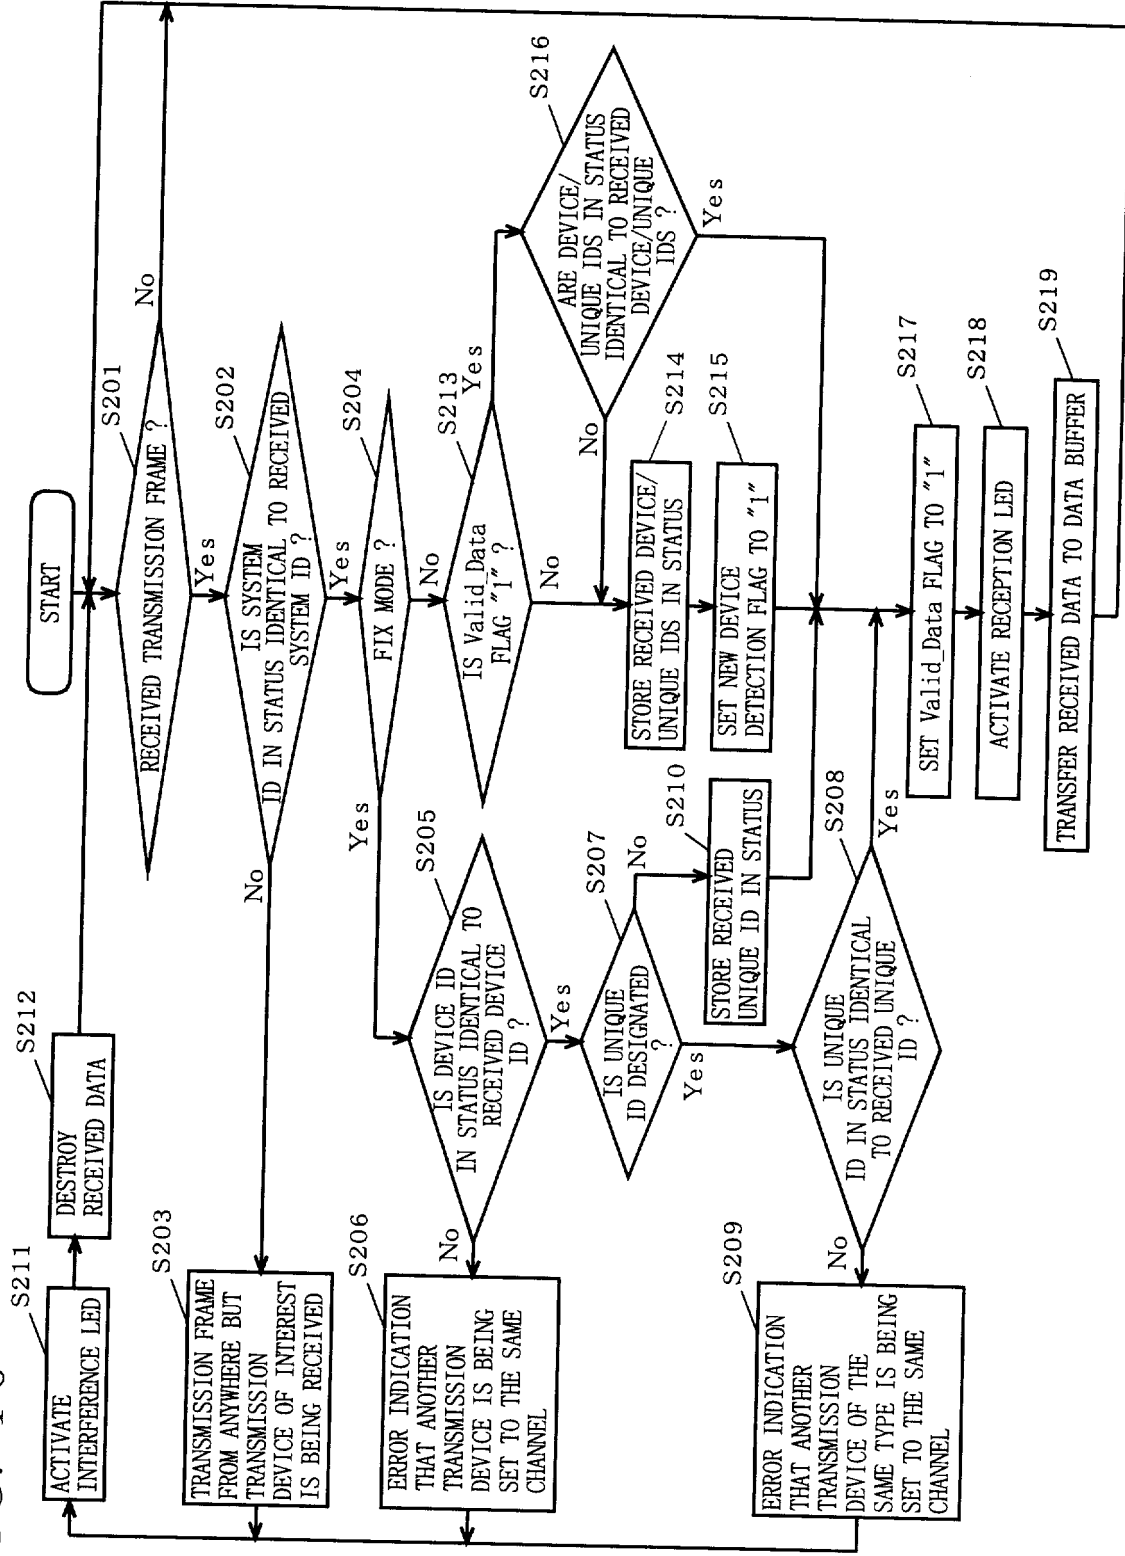 START
S201
RECEIVED TRANSMISSION FRAME ?
No
Yes
S202
IS SYSTEM
ID IN STATUS IDENTICAL TO RECEIVED
SYSTEM ID ?
No
Yes
S203
TRANSMISSION FRAME
FROM ANYWHERE BUT
TRANSMISSION
DEVICE OF INTEREST
IS BEING RECEIVED
S204
FIX MODE ?
Yes
No
S205
IS DEVICE ID
IN STATUS IDENTICAL TO
RECEIVED DEVICE
ID ?
No
Yes
S206
ERROR INDICATION
THAT ANOTHER
TRANSMISSION
DEVICE IS BEING
SET TO THE SAME
CHANNEL
S207
IS UNIQUE
ID DESIGNATED
?
No
Yes
S208
IS UNIQUE
ID IN STATUS IDENTICAL
TO RECEIVED UNIQUE
ID ?
No
Yes
S209
ERROR INDICATION
THAT ANOTHER
TRANSMISSION
DEVICE OF THE
SAME TYPE IS BEING
SET TO THE SAME
CHANNEL
S210
STORE RECEIVED
UNIQUE ID IN STATUS
S211
ACTIVATE
INTERFERENCE LED
S212
DESTROY
RECEIVED DATA
S213
IS Valid_Data
FLAG "1" ?
Yes
No
S214
STORE RECEIVED DEVICE/
UNIQUE IDS IN STATUS
S215
SET NEW DEVICE
DETECTION FLAG TO "1"
S216
ARE DEVICE/
UNIQUE IDS IN STATUS
IDENTICAL TO RECEIVED
DEVICE/UNIQUE
IDS ?
No
Yes
S217
SET Valid_Data FLAG TO "1"
S218
ACTIVATE RECEPTION LED
S219
TRANSFER RECEIVED DATA TO DATA BUFFER